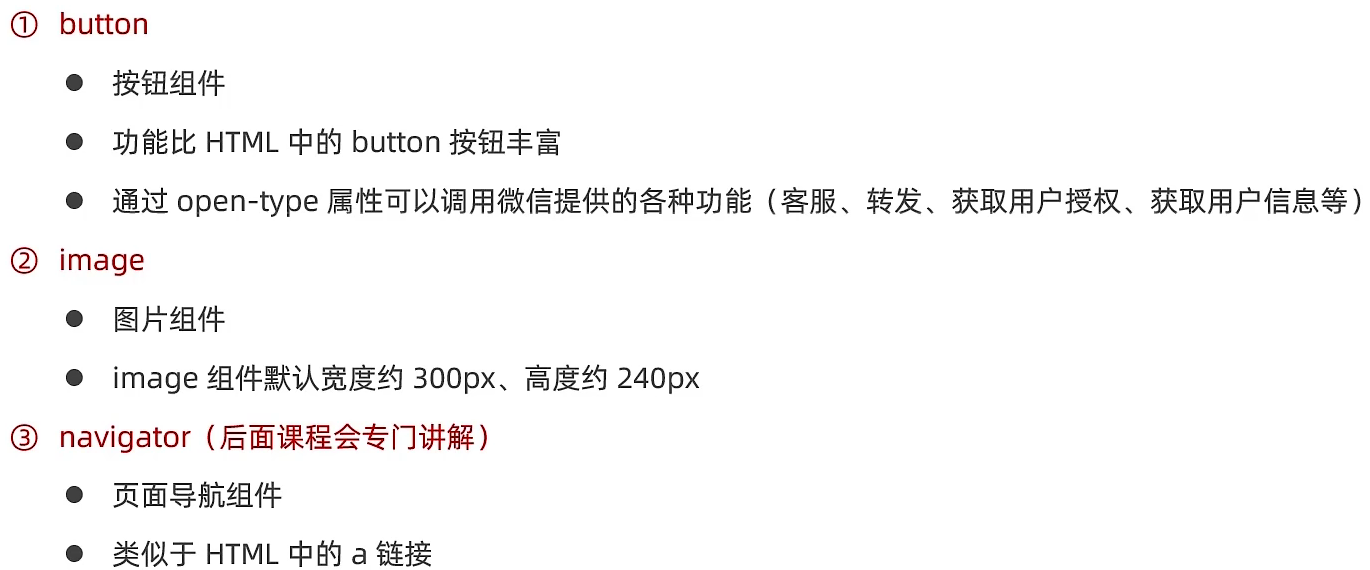 ① button
● 按钮组件
● 功能比 HTML 中的 button 按钮丰富
● 通过 open-type 属性可以调用微信提供的各种功能（客服、转发、获取用户授权、获取用户信息等）
② image
● 图片组件
● image 组件默认宽度约 300px、高度约 240px
③ navigator（后面课程会专门讲解）
● 页面导航组件
● 类似于 HTML 中的 a 链接